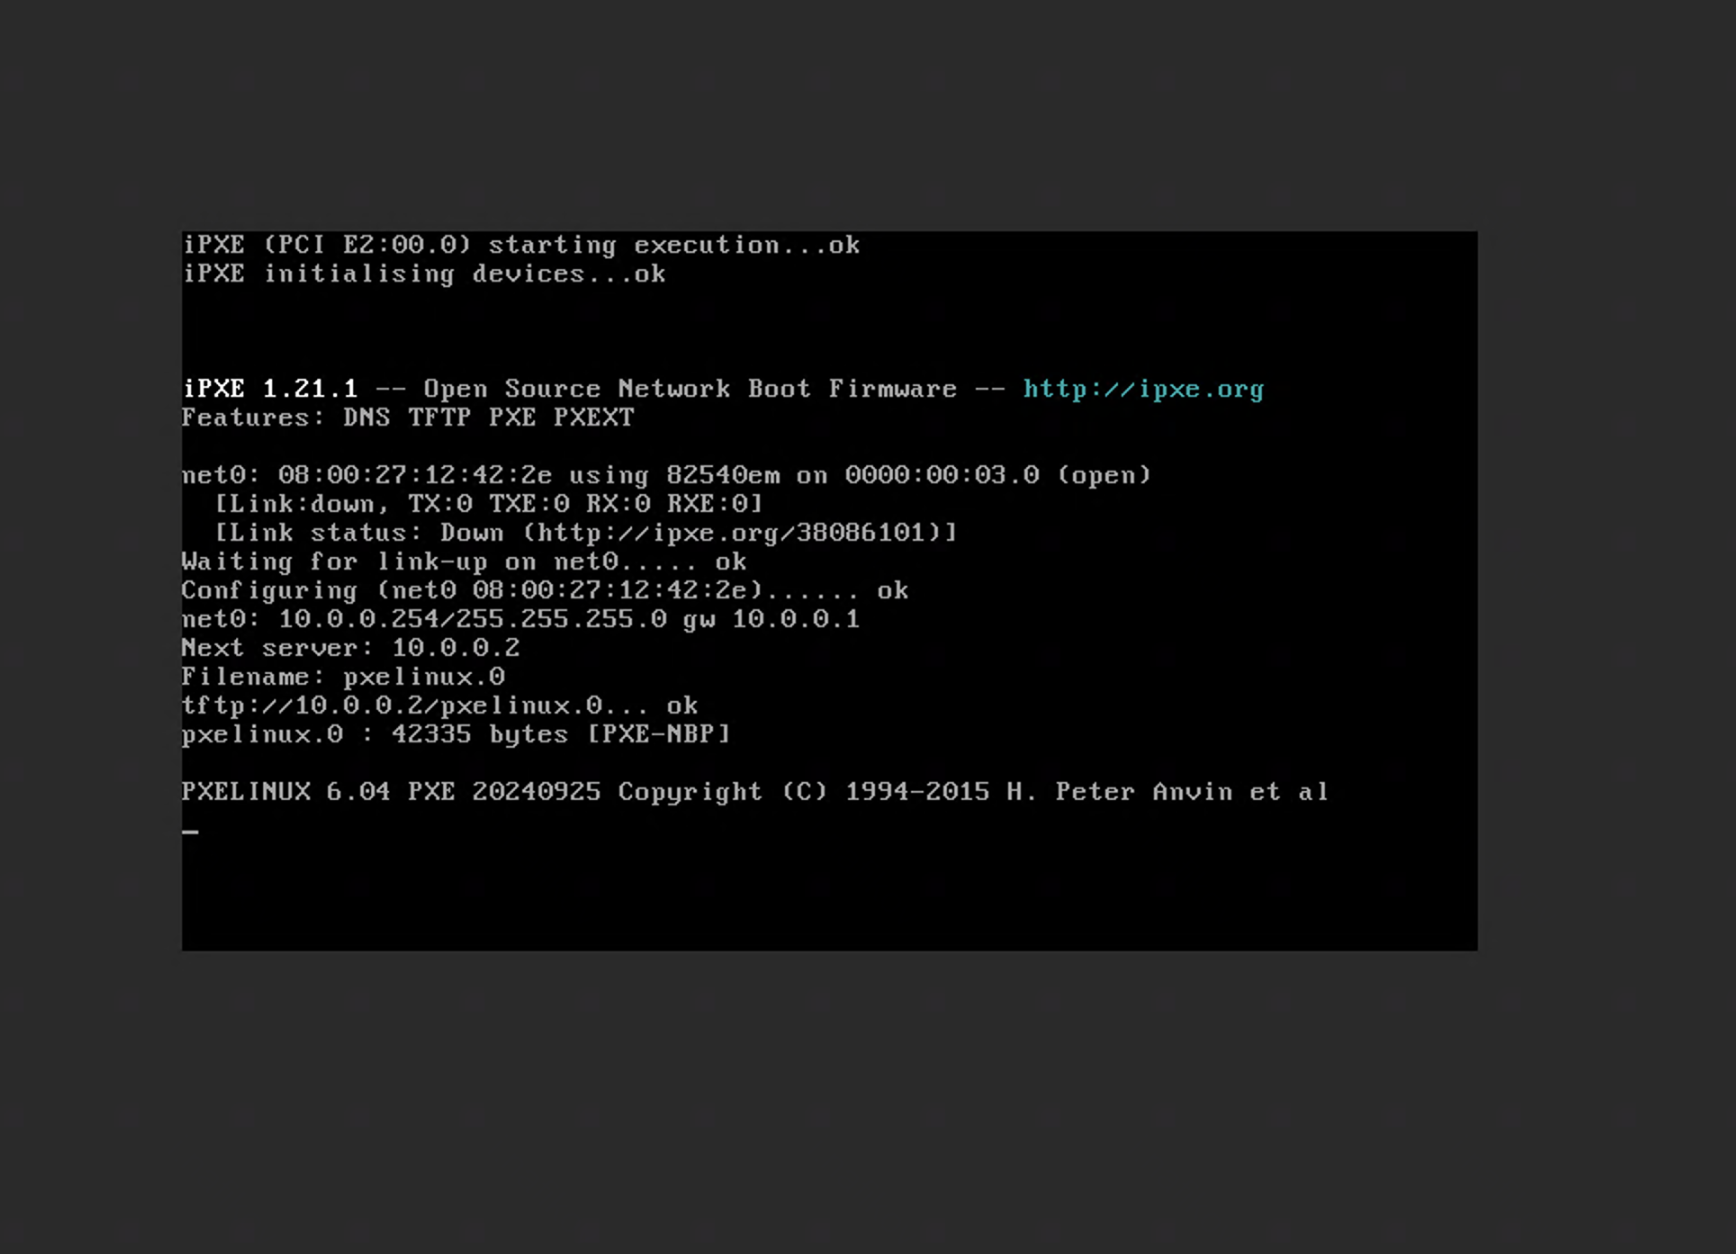 iPXE (PCI E2:00.0) starting execution...ok
iPXE initialising devices...ok
iPXE 1.21.1 -- Open Source Network Boot Firmware -- http://ipxe.org
Features: DNS TFTP PXE PXEXT
net0: 08:00:27:12:42:2e using 82540em on 0000:00:03.0 (open)
[Link:down, TX:0 TXE:0 RX:0 RXE:0]
[Link status: Down (http://ipxe.org/38086101)]
Waiting for link-up on net0..... ok
Configuring (net0 08:00:27:12:42:2e)...... ok
net0: 10.0.0.254/255.255.255.0 gw 10.0.0.1
Next server: 10.0.0.2
Filename: pxelinux.0
tftp://10.0.0.2/pxelinux.0... ok
pxelinux.0 : 42335 bytes [PXE-NBP]
PXELINUX 6.04 PXE 20240925 Copyright (C) 1994-2015 H. Peter Anvin et al